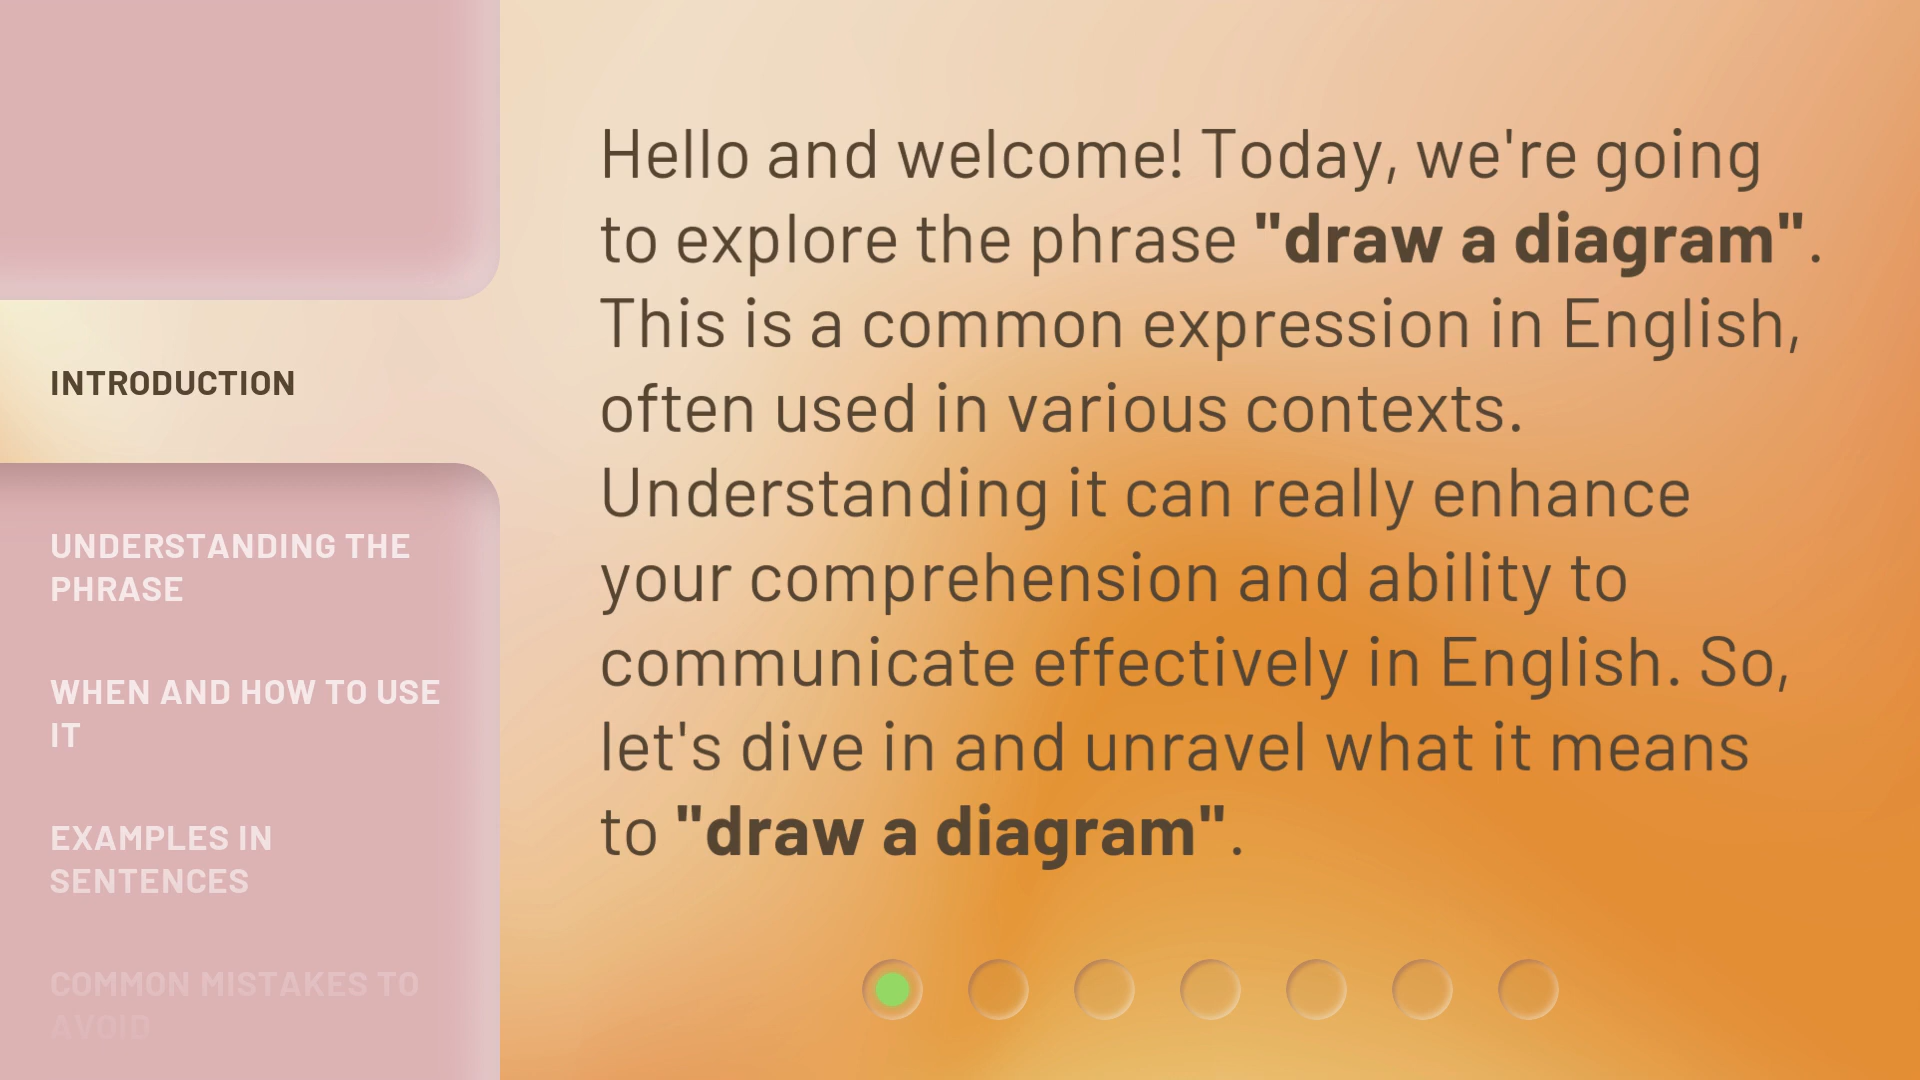 INTRODUCTION
UNDERSTANDING THE
PHRASE
WHEN AND HOW TO USE
IT
EXAMPLES IN
SENTENCES
COMMON MISTAKES TO
AVOID
Hello and welcome! Today, we're going
to explore the phrase "draw a diagram".
This is a common expression in English,
often used in various contexts.
Understanding it can really enhance
your comprehension and ability to
communicate effectively in English. So,
let's dive in and unravel what it means
to "draw a diagram".